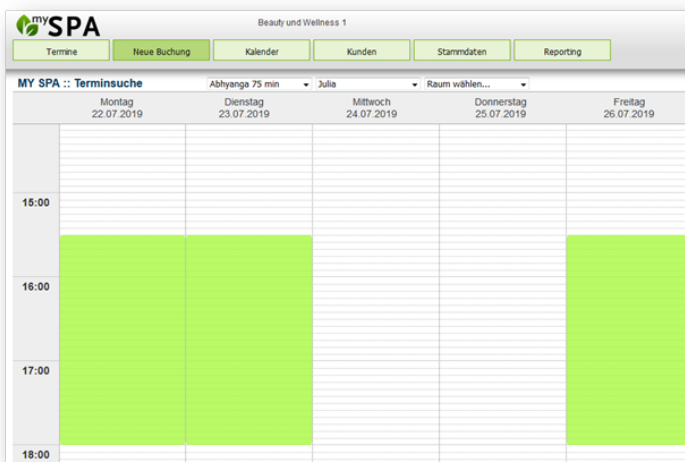 mySPA
Beauty und Wellness 1
Termine Neue Buchung Kalender Kunden Stammdaten Reporting
MY SPA :: Terminsuche Abhyanga 75 min Julia Raum wählen...
Montag Dienstag Mittwoch Donnerstag Freitag
22.07.2019 23.07.2019 24.07.2019 25.07.2019 26.07.2019
15:00
16:00
17:00
18:00